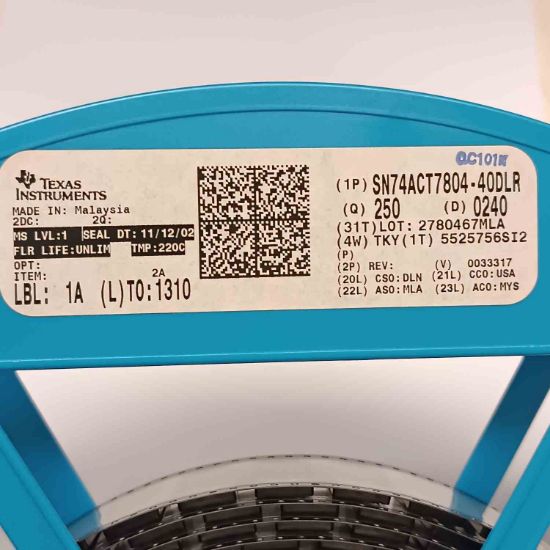 TEXAS
INSTRUMENTS
MADE IN: Malaysia
2DC: 2Q:
MS LVL:1 SEAL DT: 11/12/02
FLR LIFE:UNLIM TMP:220C
OPT:
ITEM: 2A
LBL: 1A (L)TO:1310
QC101
(1P) SN74ACT7804-40DLR
(Q) 250 (D) 0240
(31T)LOT: 2780467MLA
(4W) TKY(1T) 5525756SI2
(P)
(2P) REV: (V) 0033317
(20L) CSO:DLN (21L) CCO:USA
(22L) ASO:MLA (23L) ACO:MYS